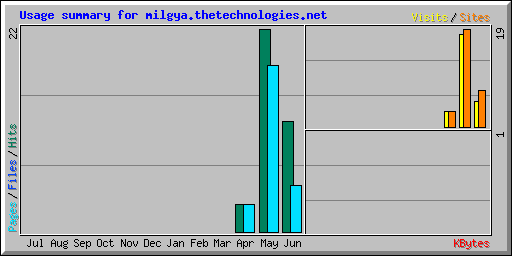 Usage summary for milgya.thetechnologies.net
Visits/Sites
22
19
Pages/Files/Hits
1
Jul Aug Sep Oct Nov Dec Jan Feb Mar Apr May Jun
KBytes